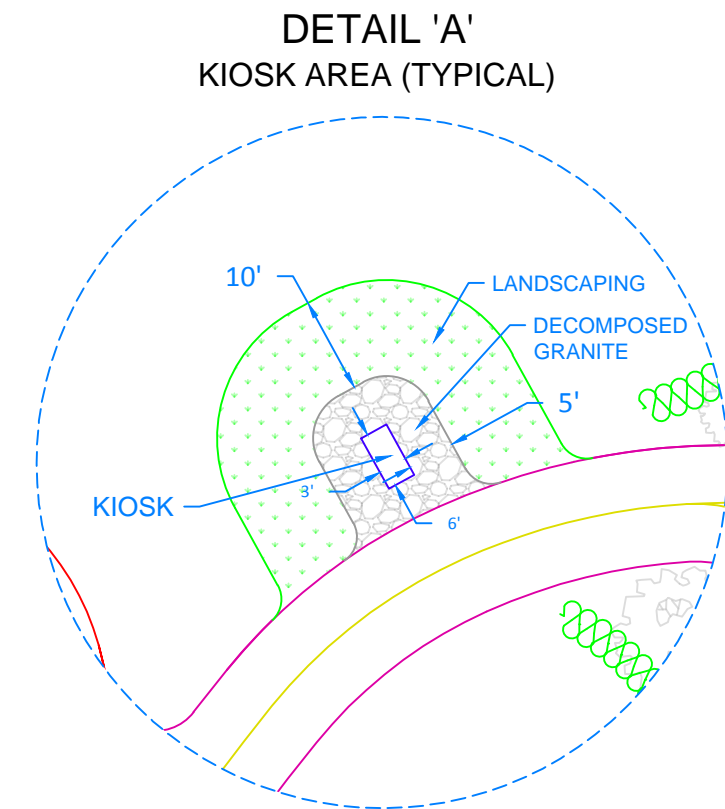 DETAIL 'A'
KIOSK AREA (TYPICAL)
10'
LANDSCAPING
DECOMPOSED
GRANITE
5'
KIOSK
3'
6'